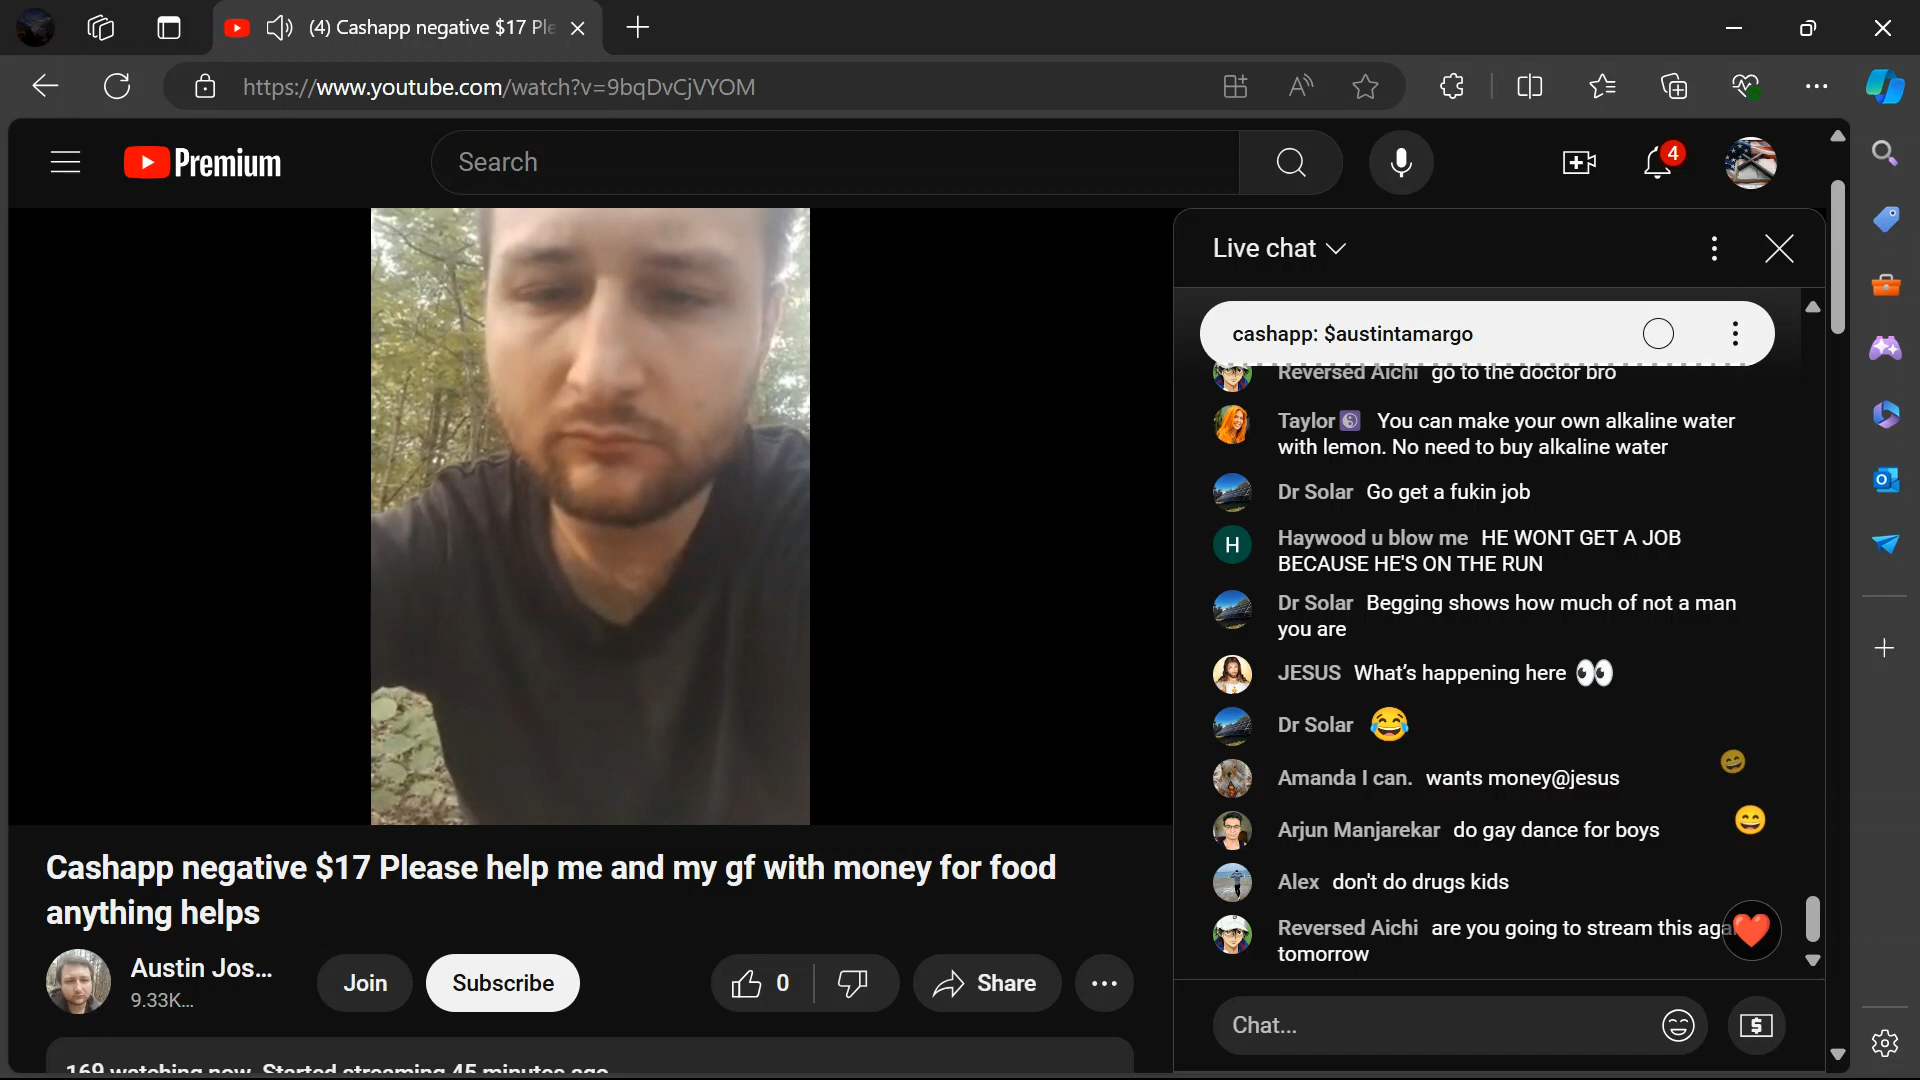 (4) Cashapp negative $17 Ple
https://www.youtube.com/watch?v=9bqDvCjVYOM
Premium
Search
4
Live chat
cashapp: $austintamargo
Reversed Aichi go to the doctor bro
Taylor You can make your own alkaline water
with lemon. No need to buy alkaline water
Dr Solar Go get a fukin job
H
Haywood u blow me HE WONT GET A JOB
BECAUSE HE'S ON THE RUN
Dr Solar Begging shows how much of not a man
you are
JESUS What's happening here 👀
Dr Solar 😂
Amanda I can. wants money@jesus
Arjun Manjarekar do gay dance for boys
Alex don't do drugs kids
Reversed Aichi are you going to stream this aga
tomorrow
Chat...
Cashapp negative $17 Please help me and my gf with money for food
anything helps
Austin Jos...
9.33K...
Join
Subscribe
0
Share
169 watching now Started streaming 45 minutes ago